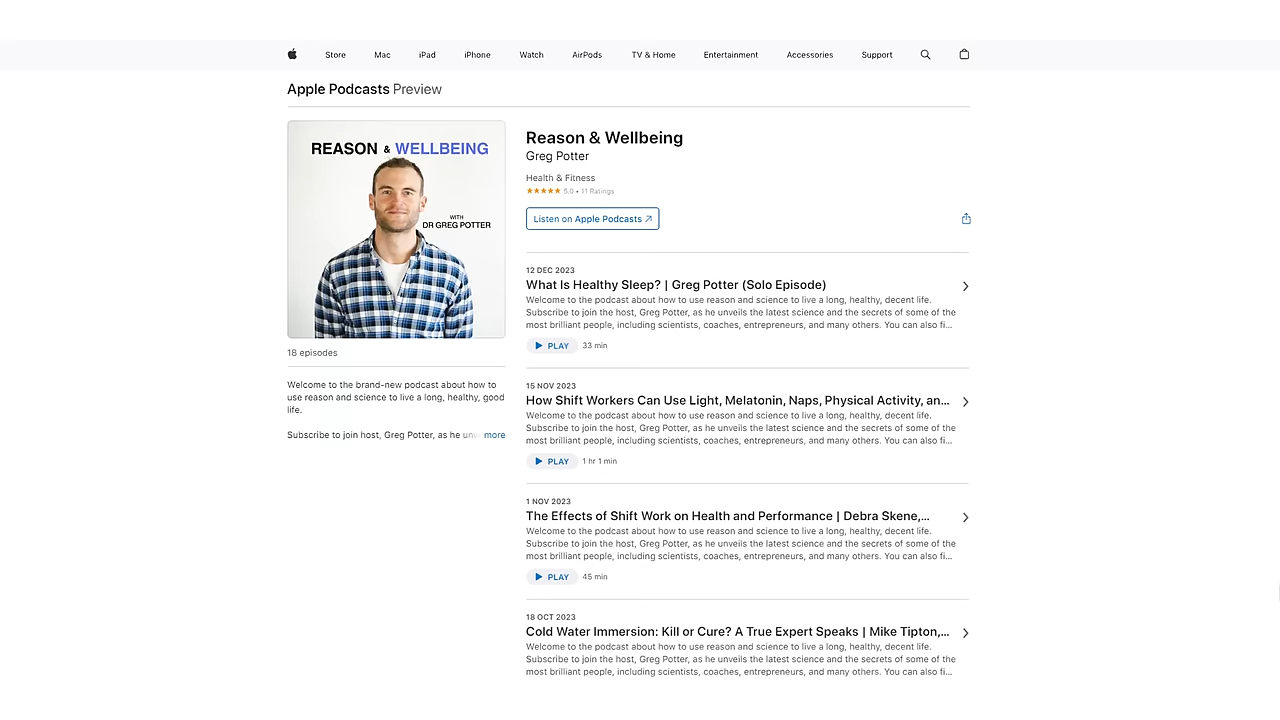 Store Mac iPad iPhone Watch AirPods TV & Home Entertainment Accessories Support
Apple Podcasts Preview
REASON & WELLBEING
WITH
DR GREG POTTER
18 episodes
Welcome to the brand-new podcast about how to
use reason and science to live a long, healthy, good
life.
Subscribe to join host, Greg Potter, as he more
Reason & Wellbeing
Greg Potter
Health & Fitness
★★★★★ 5.0 • 11 Ratings
Listen on Apple Podcasts ↗
12 DEC 2023
What Is Healthy Sleep? | Greg Potter (Solo Episode)
Welcome to the podcast about how to use reason and science to live a long, healthy, decent life.
Subscribe to join the host, Greg Potter, as he unveils the latest science and the secrets of some of the
most brilliant people, including scientists, coaches, entrepreneurs, and many others. You can also fi...
PLAY 33 min
15 NOV 2023
How Shift Workers Can Use Light, Melatonin, Naps, Physical Activity, an...
Welcome to the podcast about how to use reason and science to live a long, healthy, decent life.
Subscribe to join the host, Greg Potter, as he unveils the latest science and the secrets of some of the
most brilliant people, including scientists, coaches, entrepreneurs, and many others. You can also fi...
PLAY 1 hr 1 min
1 NOV 2023
The Effects of Shift Work on Health and Performance | Debra Skene,...
Welcome to the podcast about how to use reason and science to live a long, healthy, decent life.
Subscribe to join the host, Greg Potter, as he unveils the latest science and the secrets of some of the
most brilliant people, including scientists, coaches, entrepreneurs, and many others. You can also fi...
PLAY 45 min
18 OCT 2023
Cold Water Immersion: Kill or Cure? A True Expert Speaks | Mike Tipton,...
Welcome to the podcast about how to use reason and science to live a long, healthy, decent life.
Subscribe to join the host, Greg Potter, as he unveils the latest science and the secrets of some of the
most brilliant people, including scientists, coaches, entrepreneurs, and many others. You can also fi...